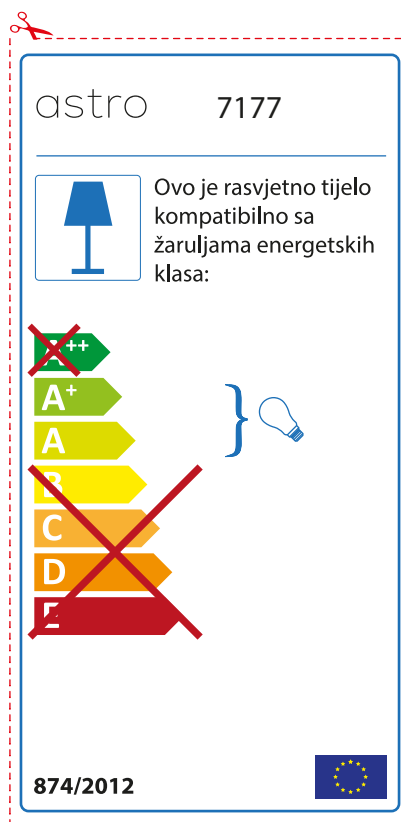 astro 7177
Ovo je rasvjetno tijelo
kompatibilno sa
žaruljama energetskih
klasa:
A++
A+
A
B
C
D
E
874/2012